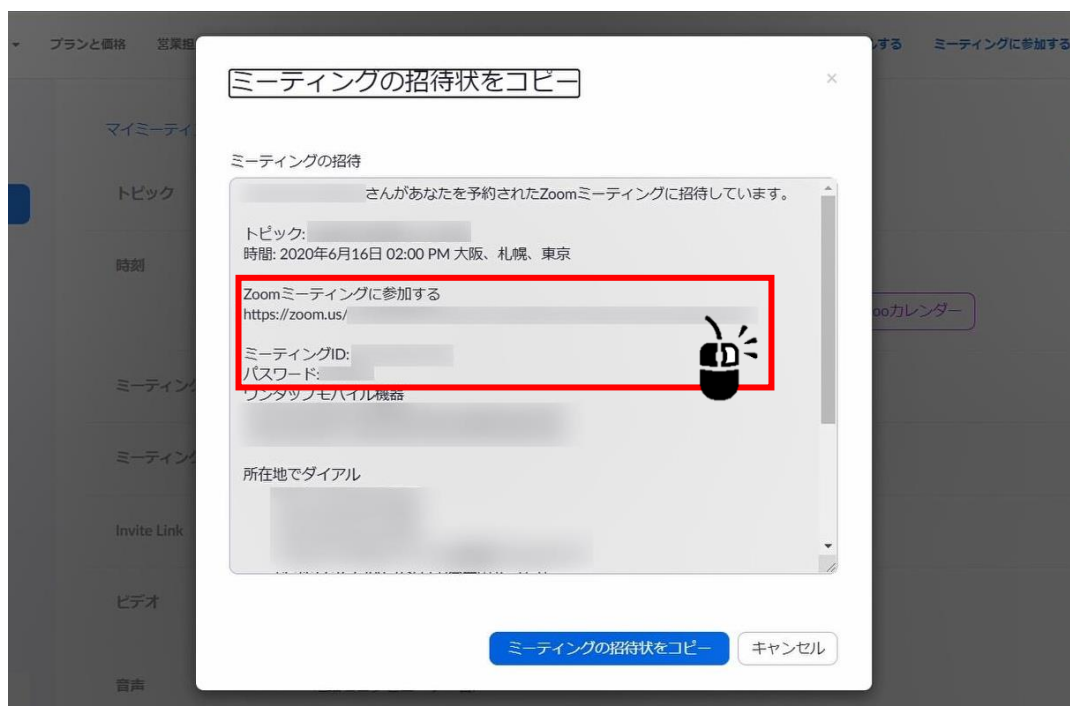 プランと価格 営業担 する ミーティングに参加する
ミーティングの招待状をコピー ×
マイミーティ
ミーティングの招待
さんがあなたを予約されたZoomミーティングに招待しています。
トピック
トピック:
時間: 2020年6月16日 02:00 PM 大阪、札幌、東京
時刻
Zoomミーティングに参加する
https://zoom.us/
ooカレンダー
ミーティングID:
パスワード:
ミーティング
ワンタップモバイル機器
ミーティング
所在地でダイアル
Invite Link
ビデオ
ミーティングの招待状をコピー キャンセル
音声